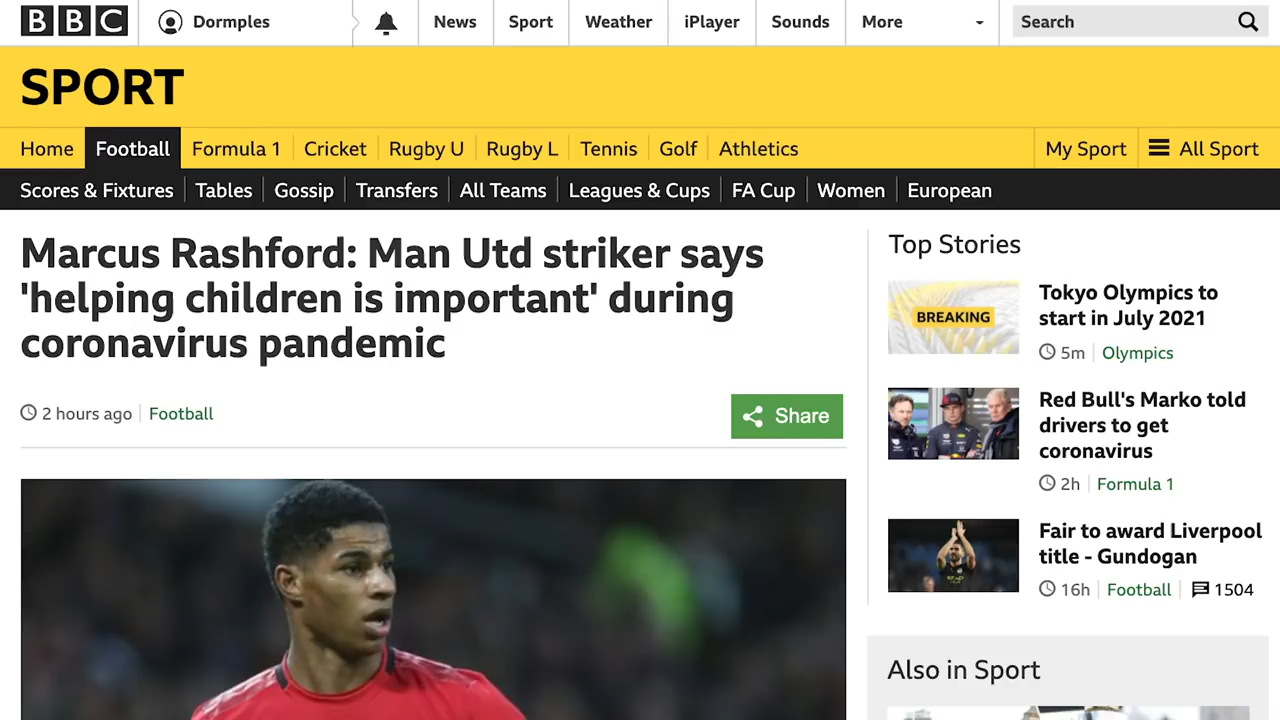 BBC Dormples News Sport Weather iPlayer Sounds More Search
SPORT
Home Football Formula 1 Cricket Rugby U Rugby L Tennis Golf Athletics My Sport All Sport
Scores & Fixtures Tables Gossip Transfers All Teams Leagues & Cups FA Cup Women European
Marcus Rashford: Man Utd striker says
'helping children is important' during
coronavirus pandemic
2 hours ago Football
Share
Top Stories
BREAKING
Tokyo Olympics to
start in July 2021
5m Olympics
Red Bull's Marko told
drivers to get
coronavirus
2h Formula 1
Fair to award Liverpool
title - Gundogan
16h Football 1504
Also in Sport